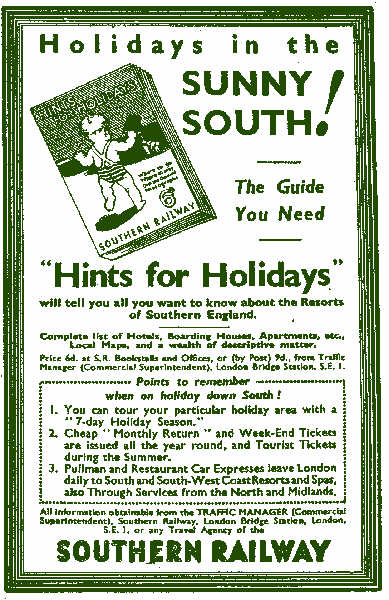 Holidays in the
SUNNY
SOUTH!
HINTS HOLIDAYS
SOUTHERN RAILWAY
The Guide
You Need
"Hints for Holidays"
will tell you all you want to know about the Resorts
of Southern England.
Complete list of Hotels, Boarding Houses, Apartments, etc.,
Local Maps, and a wealth of descriptive matter.
Price 6d. at S.R. Bookstalls and Offices, or (by Post) 9d., from Traffic
Manager (Commercial Superintendent), London Bridge Station, S.E. 1.
Points to remember
when on holiday down South!
1. You can tour your particular holiday area with a
"7-day Holiday Season."
2. Cheap "Monthly Return" and Week-End Tickets
are issued all the year round, and Tourist Tickets
during the Summer.
3. Pullman and Restaurant Car Expresses leave London
daily to South and South-West Coast Resorts and Spas,
also Through Services from the North and Midlands.
All information obtainable from the TRAFFIC MANAGER (Commercial
Superintendent), Southern Railway, London Bridge Station, London,
S.E. 1, or any Travel Agency of the
SOUTHERN RAILWAY